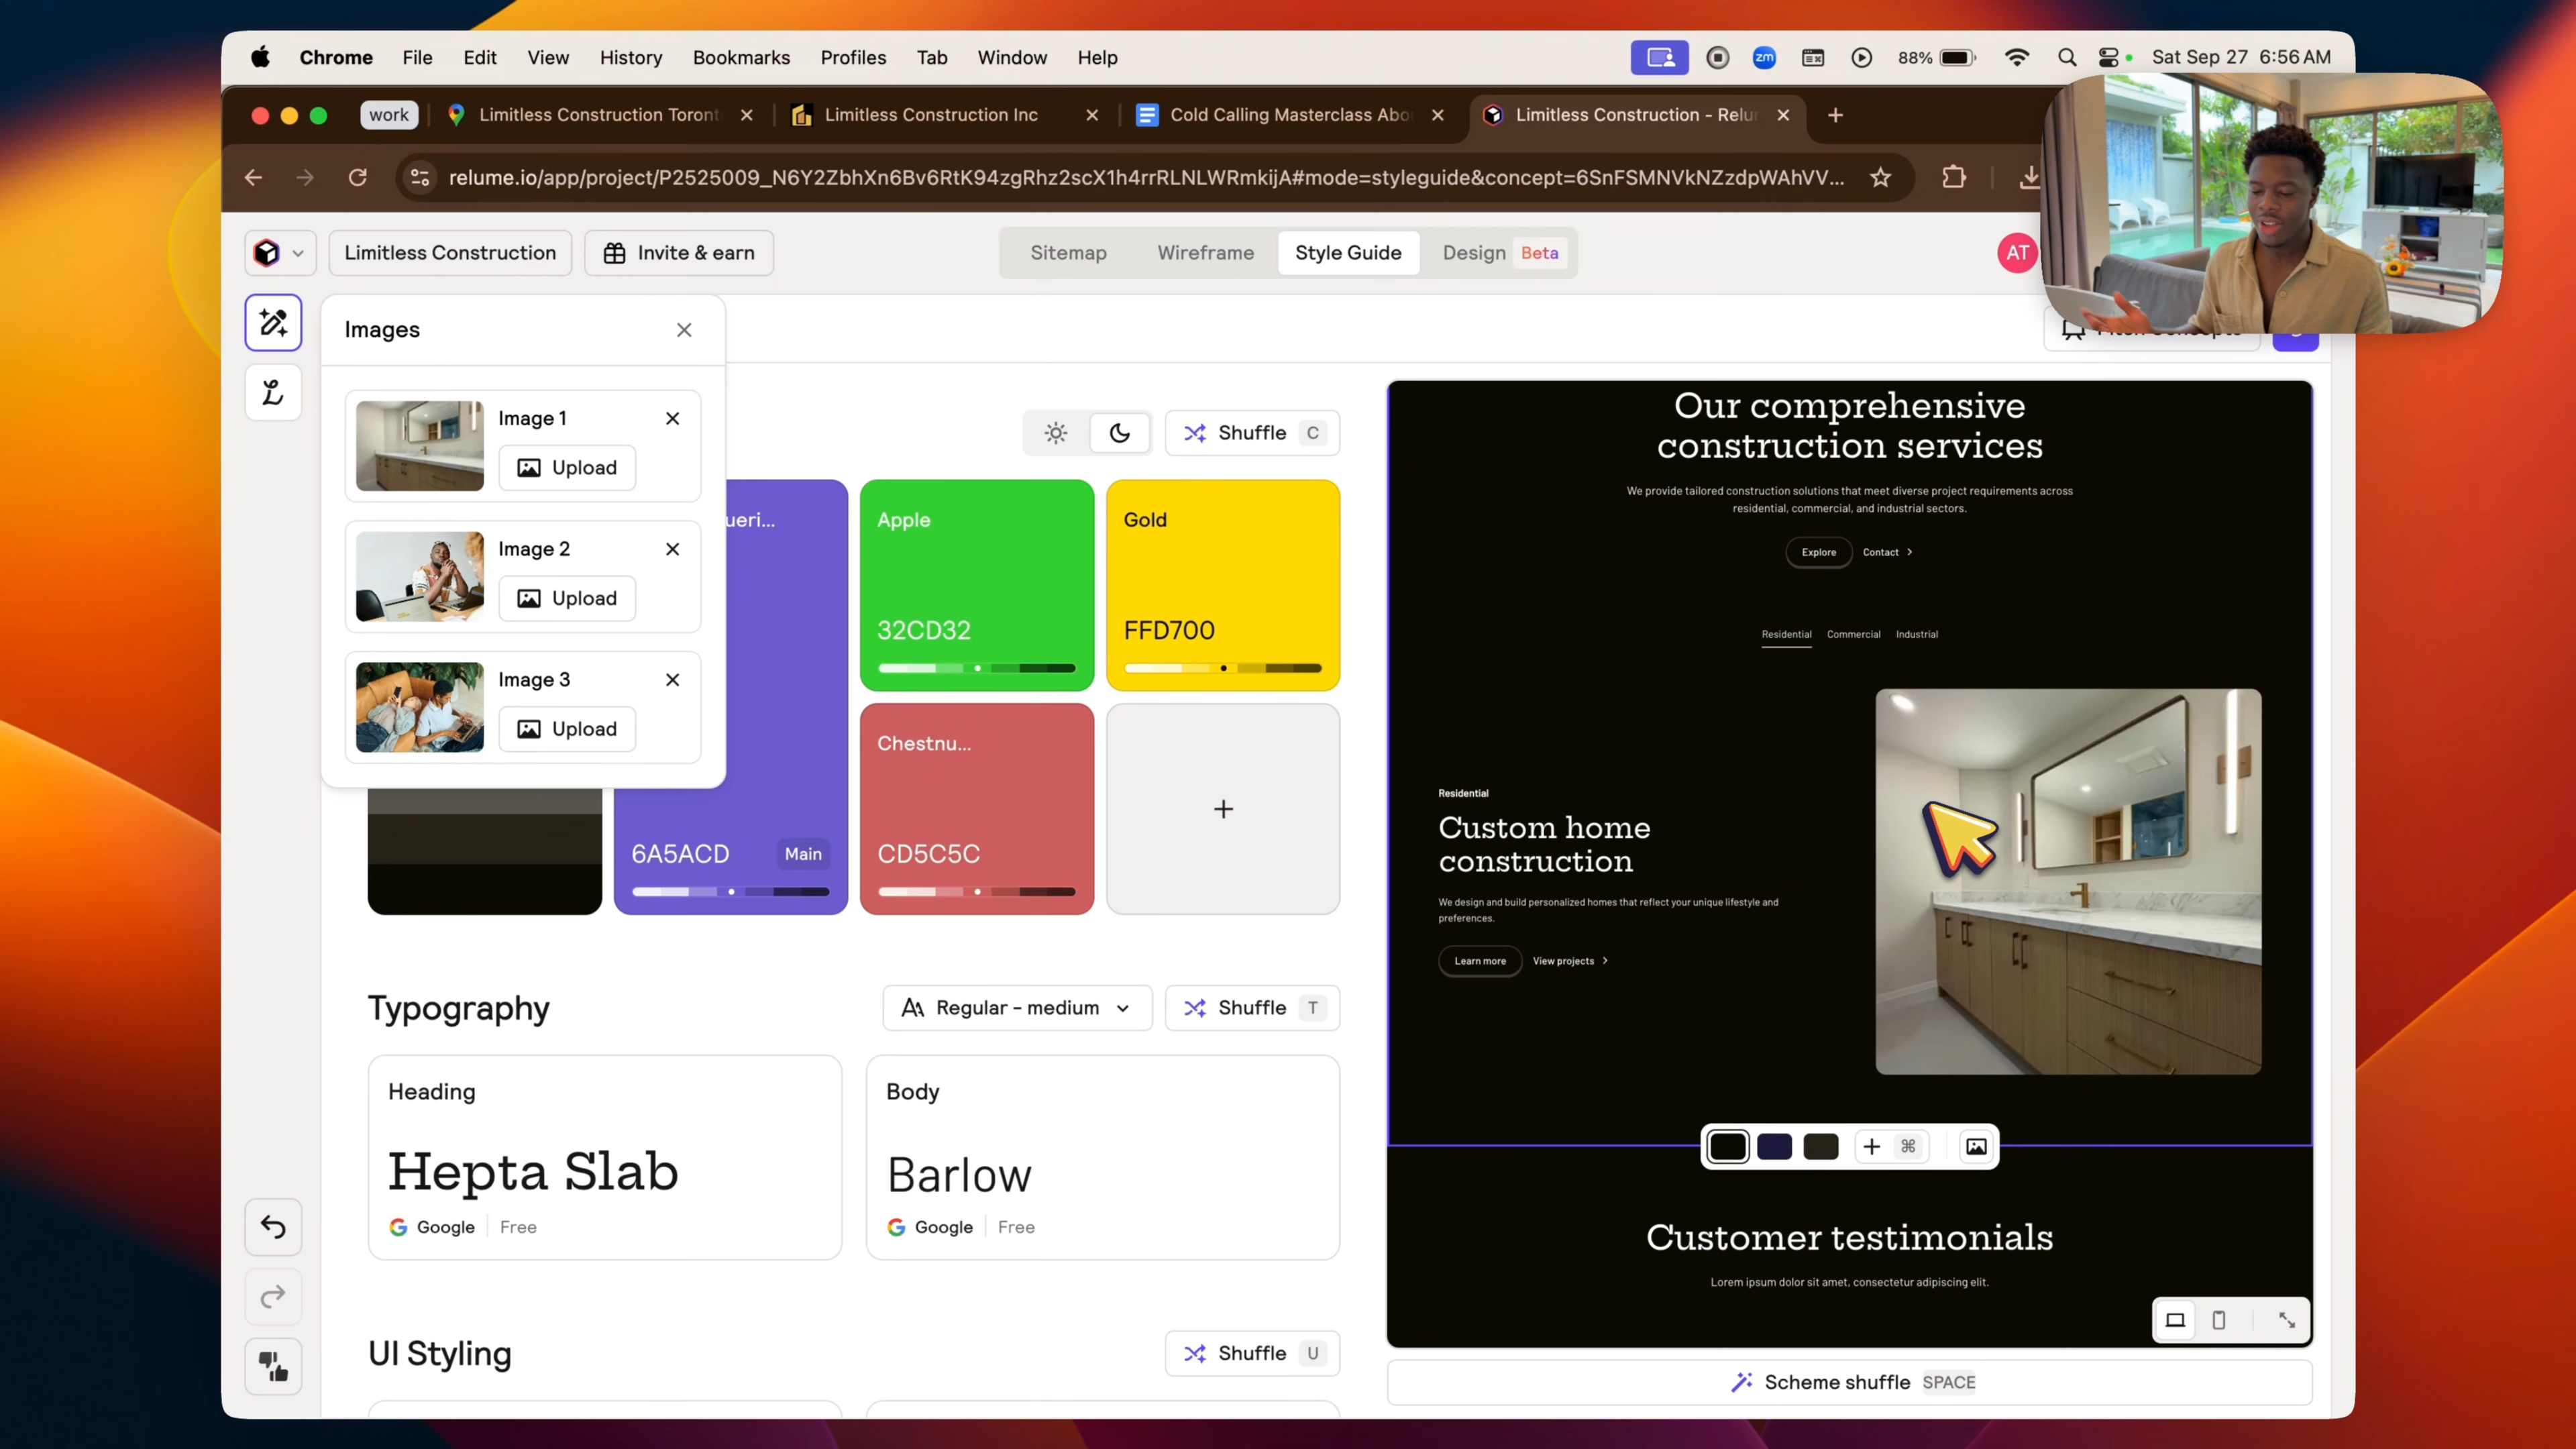 Chrome File Edit View History Bookmarks Profiles Tab Window Help
zm 88% Sat Sep 27 6:56 AM
work Limitless Construction Toront Limitless Construction Inc Cold Calling Masterclass Abo Limitless Construction - Relu
relume.io/app/project/P2525009_N6Y2ZbhXn6Bv6RtK94zgRhz2scX1h4rrRLNLWRmkijA#mode=styleguide&concept=6SnFSMNVkNZzdpWAhVV...
Limitless Construction Invite & earn Sitemap Wireframe Style Guide Design Beta AT
Images
Image 1
Upload
Image 2
Upload
Image 3
Upload
Shuffle C
ueri...
6A5ACD Main
Apple
32CD32
Gold
FFD700
Chestnu...
CD5C5C
Typography
Regular - medium
Shuffle T
Heading
Hepta Slab
Google Free
Body
Barlow
Google Free
UI Styling
Shuffle U
Our comprehensive
construction services
We provide tailored construction solutions that meet diverse project requirements across
residential, commercial, and industrial sectors.
Explore Contact
Residential Commercial Industrial
Residential
Custom home
construction
We design and build personalized homes that reflect your unique lifestyle and
preferences.
Learn more View projects
Customer testimonials
Lorem ipsum dolor sit amet, consectetur adipiscing elit.
Scheme shuffle SPACE